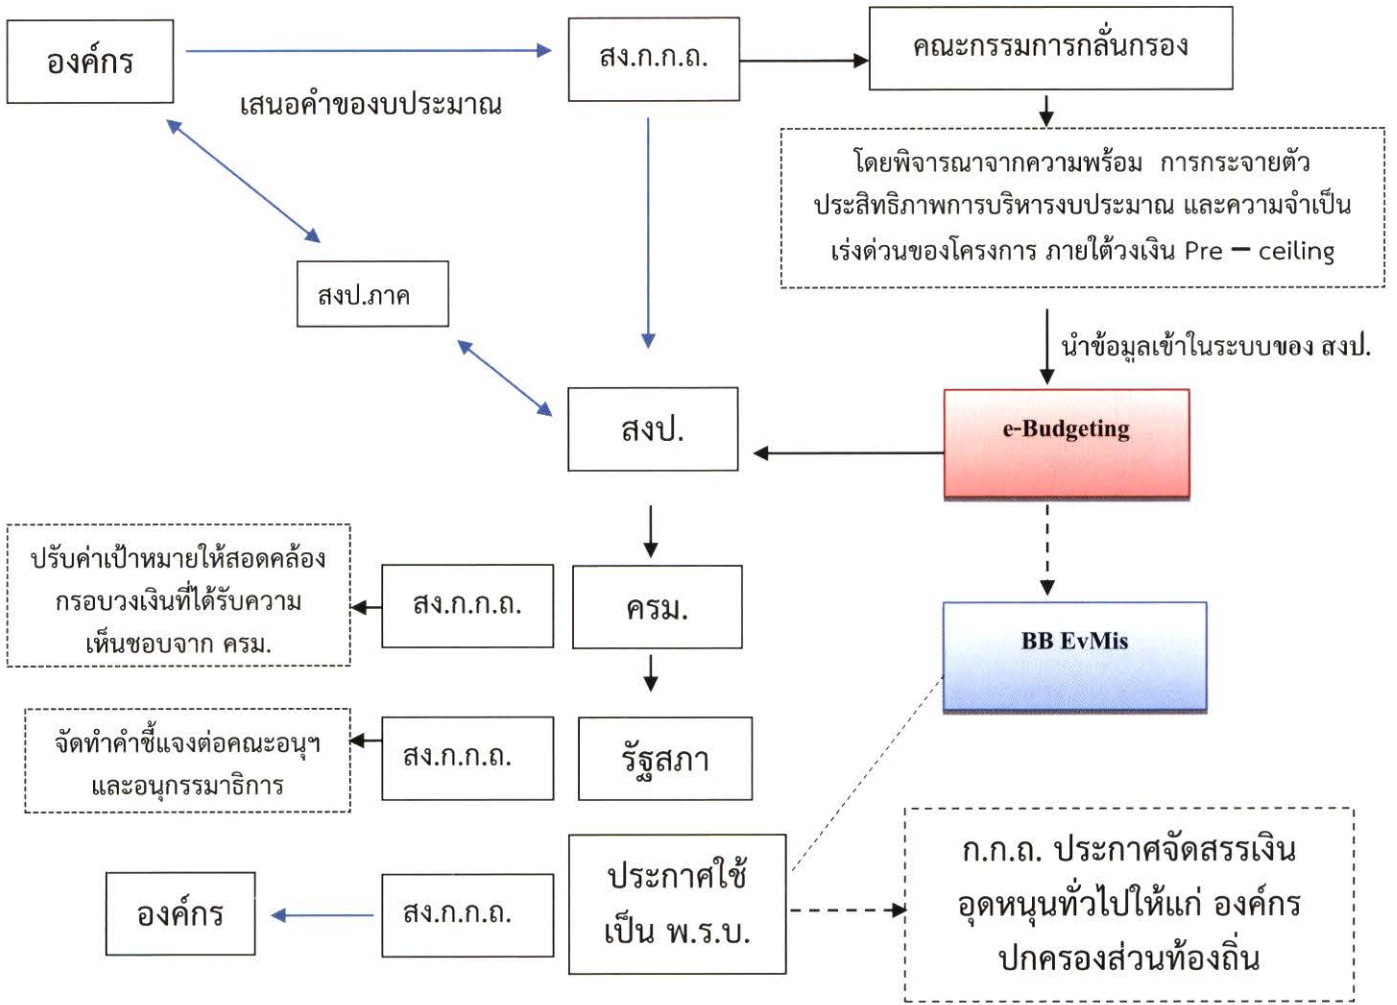 องค์กร
เสนอคำของบประมาณ
สง.ก.ก.ถ.
คณะกรรมการกลั่นกรอง
โดยพิจารณาจากความพร้อม การกระจายตัว
ประสิทธิภาพการบริหารงบประมาณ และความจำเป็น
เร่งด่วนของโครงการ ภายใต้วงเงิน Pre – ceiling
สงป.ภาค
นำข้อมูลเข้าในระบบของ สงป.
สงป.
e-Budgeting
ปรับค่าเป้าหมายให้สอดคล้อง
กรอบวงเงินที่ได้รับความ
เห็นชอบจาก ครม.
สง.ก.ก.ถ.
ครม.
BB EvMis
จัดทำคำชี้แจงต่อคณะอนุฯ
และอนุกรรมาธิการ
สง.ก.ก.ถ.
รัฐสภา
องค์กร
สง.ก.ก.ถ.
ประกาศใช้
เป็น พ.ร.บ.
ก.ก.ถ. ประกาศจัดสรรเงิน
อุดหนุนทั่วไปให้แก่ องค์กร
ปกครองส่วนท้องถิ่น